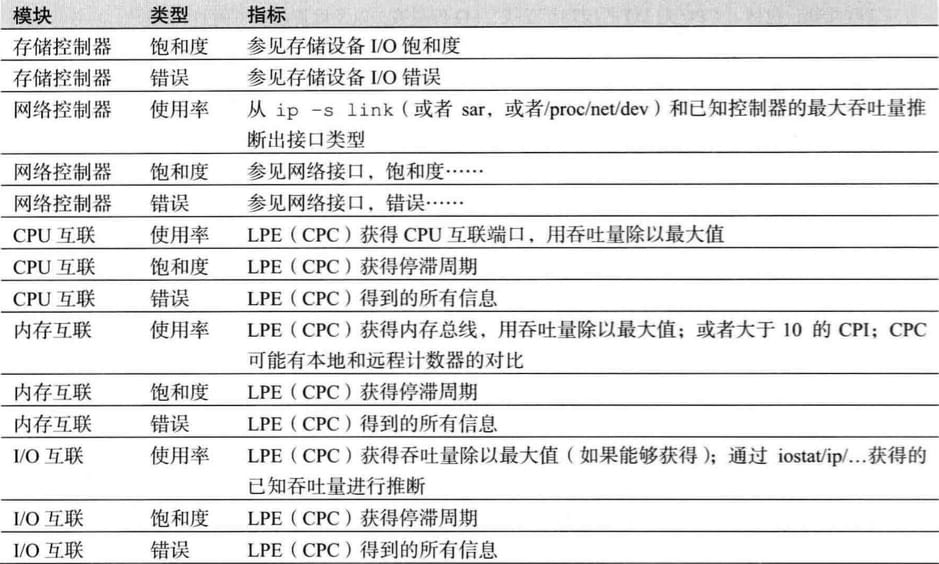 模块 类型 指标
存储控制器 饱和度 参见存储设备 I/O 饱和度
存储控制器 错误 参见存储设备 I/O 错误
网络控制器 使用率 从 ip -s link（或者 sar，或者/proc/net/dev）和已知控制器的最大吞吐量推
断出接口类型
网络控制器 饱和度 参见网络接口，饱和度……
网络控制器 错误 参见网络接口，错误……
CPU 互联 使用率 LPE（CPC）获得 CPU 互联端口，用吞吐量除以最大值
CPU 互联 饱和度 LPE（CPC）获得停滞周期
CPU 互联 错误 LPE（CPC）得到的所有信息
内存互联 使用率 LPE（CPC）获得内存总线，用吞吐量除以最大值；或者大于 10 的 CPI；CPC
可能有本地和远程计数器的对比
内存互联 饱和度 LPE（CPC）获得停滞周期
内存互联 错误 LPE（CPC）得到的所有信息
I/O 互联 使用率 LPE（CPC）获得吞吐量除以最大值（如果能够获得）；通过 iostat/ip/…获得的
已知吞吐量进行推断
I/O 互联 饱和度 LPE（CPC）获得停滞周期
I/O 互联 错误 LPE（CPC）得到的所有信息